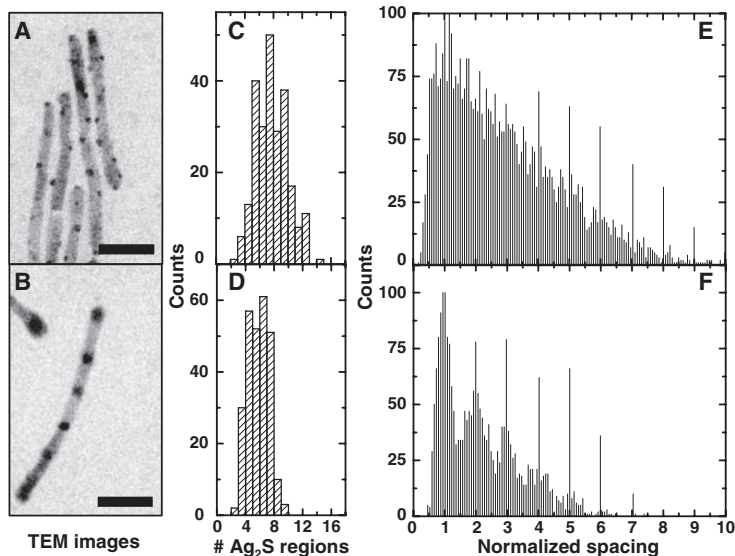 A
C
E
Counts
40
20
0
Counts
100
75
50
25
0
B
D
F
60
40
20
0
100
75
50
25
0
0 4 8 12 16
0 1 2 3 4 5 6 7 8 9 10
TEM images
# Ag₂S regions
Normalized spacing